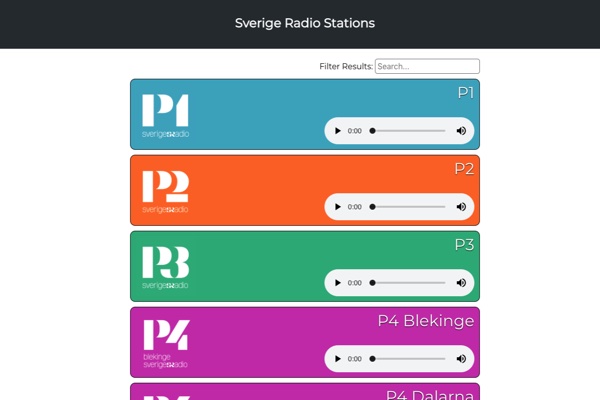 Sverige Radio Stations
Filter Results: Search...
P1
P1
sverigesradio
0:00
P2
P2
sverigesradio
0:00
P3
P3
sverigesradio
0:00
P4 Blekinge
P4
blekinge
sverigesradio
0:00
P4 Dalarna